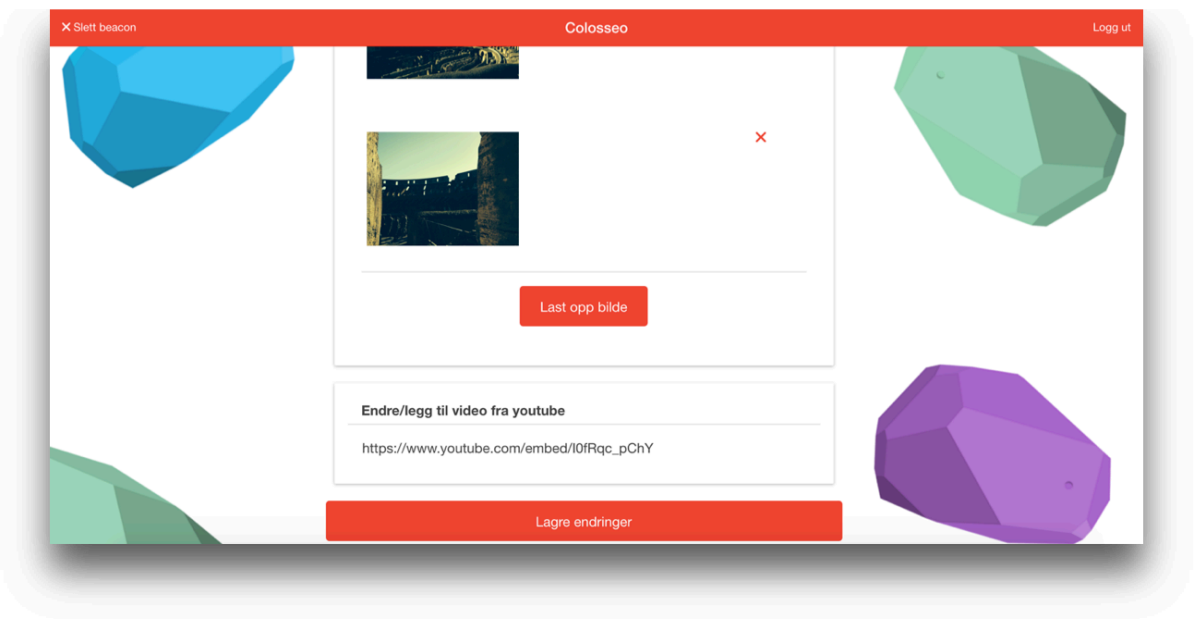 ✕ Slett beacon
Colosseo
Logg ut
Last opp bilde
Endre/legg til video fra youtube
https://www.youtube.com/embed/I0fRqc_pChY
Lagre endringer